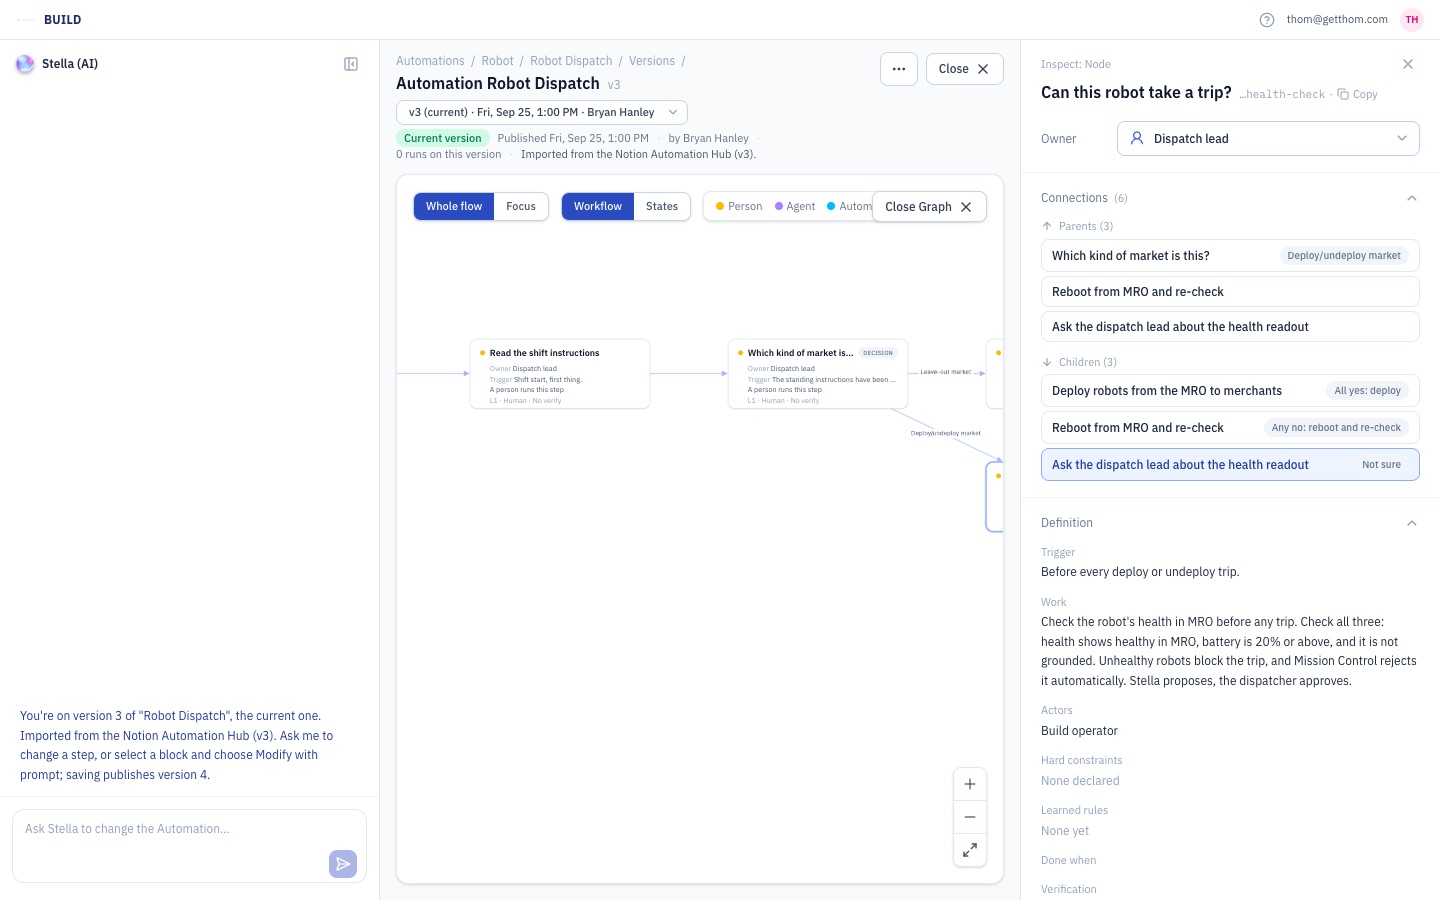 BUILD
thom@getthom.com
TH
Stella (AI)
You're on version 3 of "Robot Dispatch", the current one.
Imported from the Notion Automation Hub (v3). Ask me to
change a step, or select a block and choose Modify with
prompt; saving publishes version 4.
Ask Stella to change the Automation...
Automations / Robot / Robot Dispatch / Versions /
Automation Robot Dispatch v3
Close
v3 (current) · Fri, Sep 25, 1:00 PM · Bryan Hanley
Current version Published Fri, Sep 25, 1:00 PM · by Bryan Hanley ·
0 runs on this version · Imported from the Notion Automation Hub (v3).
Whole flow Focus Workflow States Person Agent Autom Close Graph
Read the shift instructions
Owner Dispatch lead
Trigger Shift start, first thing.
A person runs this step
L1 · Human · No verify
Which kind of market is... DECISION
Owner Dispatch lead
Trigger The standing instructions have been ...
A person runs this step
L1 · Human · No verify
Leave-out market
Deploy/undeploy market
Inspect: Node
Can this robot take a trip? …health-check · Copy
Owner Dispatch lead
Connections (6)
Parents (3)
Which kind of market is this? Deploy/undeploy market
Reboot from MRO and re-check
Ask the dispatch lead about the health readout
Children (3)
Deploy robots from the MRO to merchants All yes: deploy
Reboot from MRO and re-check Any no: reboot and re-check
Ask the dispatch lead about the health readout Not sure
Definition
Trigger
Before every deploy or undeploy trip.
Work
Check the robot's health in MRO before any trip. Check all three:
health shows healthy in MRO, battery is 20% or above, and it is not
grounded. Unhealthy robots block the trip, and Mission Control rejects
it automatically. Stella proposes, the dispatcher approves.
Actors
Build operator
Hard constraints
None declared
Learned rules
None yet
Done when
Verification